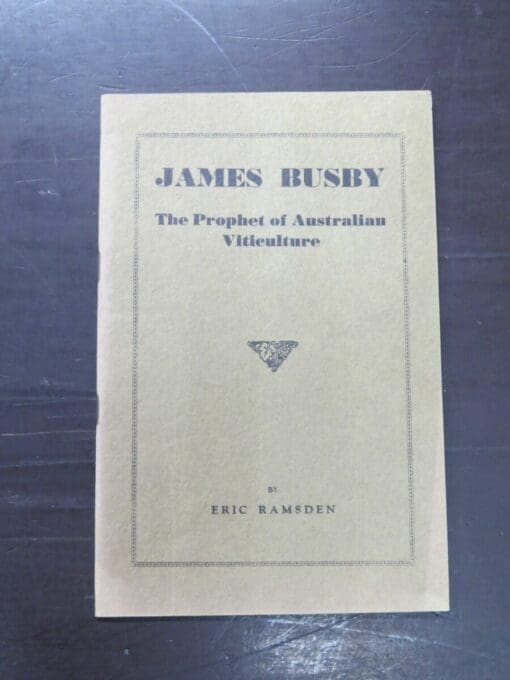 JAMES BUSBY
The Prophet of Australian
Viticulture
BY
ERIC RAMSDEN